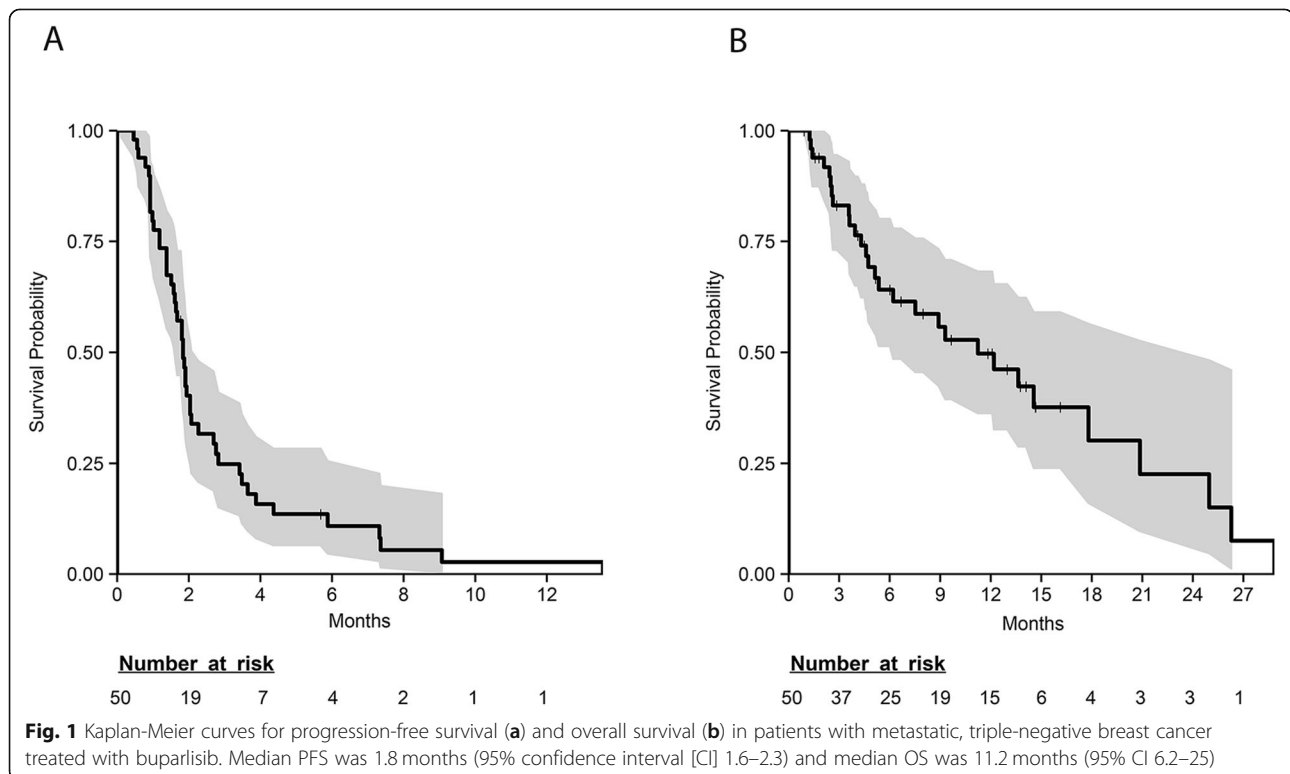 A
1.00
0.75
0.50
0.25
0.00
Survival Probability
0 2 4 6 8 10 12
Months
Number at risk
50 19 7 4 2 1 1
B
1.00
0.75
0.50
0.25
0.00
Survival Probability
0 3 6 9 12 15 18 21 24 27
Months
Number at risk
50 37 25 19 15 6 4 3 3 1
Fig. 1 Kaplan-Meier curves for progression-free survival (a) and overall survival (b) in patients with metastatic, triple-negative breast cancer
treated with buparlisib. Median PFS was 1.8 months (95% confidence interval [CI] 1.6–2.3) and median OS was 11.2 months (95% CI 6.2–25)